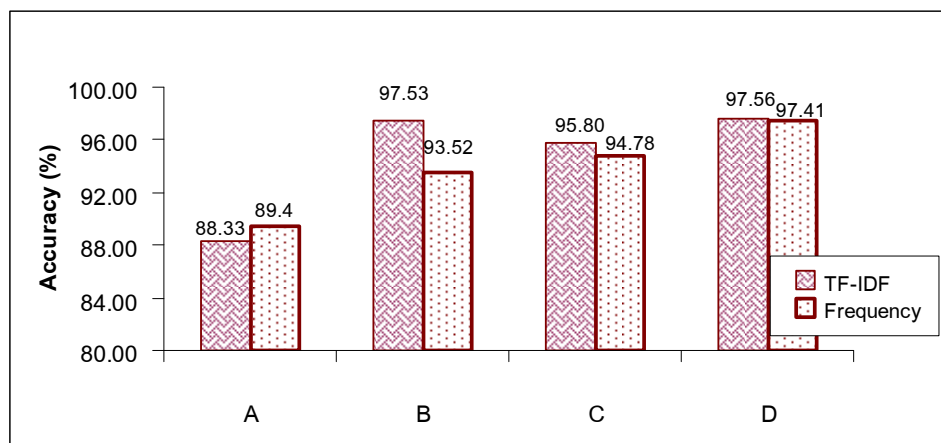 Accuracy (%)
100.00
96.00
92.00
88.00
84.00
80.00
88.33
89.4
97.53
93.52
95.80
94.78
97.56
97.41
A
B
C
D
TF-IDF
Frequency